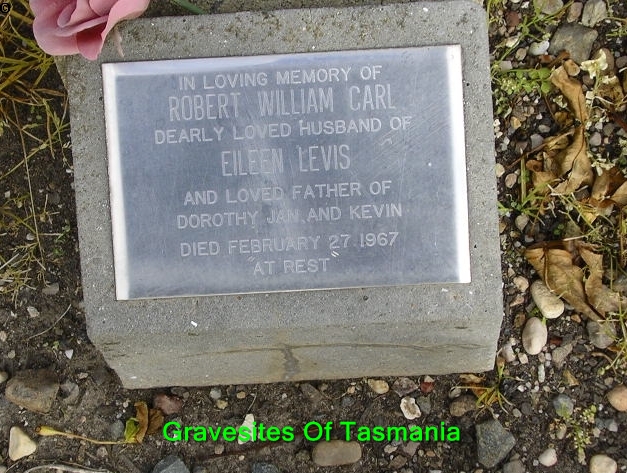 IN LOVING MEMORY OF
ROBERT WILLIAM CARL
DEARLY LOVED HUSBAND OF
EILEEN LEVIS
AND LOVED FATHER OF
DOROTHY, JAN, AND KEVIN
DIED FEBRUARY 27. 1967
"AT REST"
Gravesites Of Tasmania